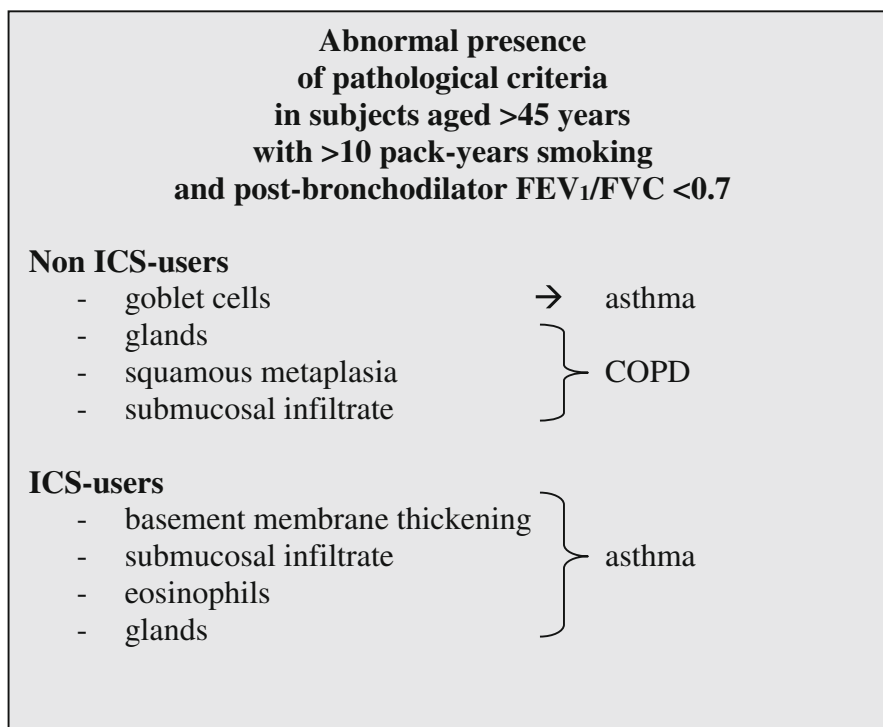 Abnormal presence
of pathological criteria
in subjects aged >45 years
with >10 pack-years smoking
and post-bronchodilator FEV₁/FVC <0.7
Non ICS-users
- goblet cells → asthma
- glands
- squamous metaplasia COPD
- submucosal infiltrate
ICS-users
- basement membrane thickening
- submucosal infiltrate asthma
- eosinophils
- glands